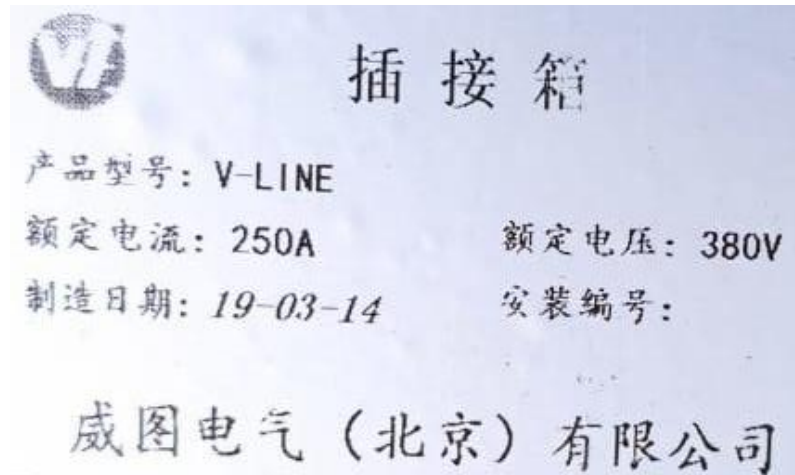 插接箱
产品型号: V-LINE
额定电流: 250A 额定电压: 380V
制造日期: 19-03-14 安装编号:
威图电气（北京）有限公司